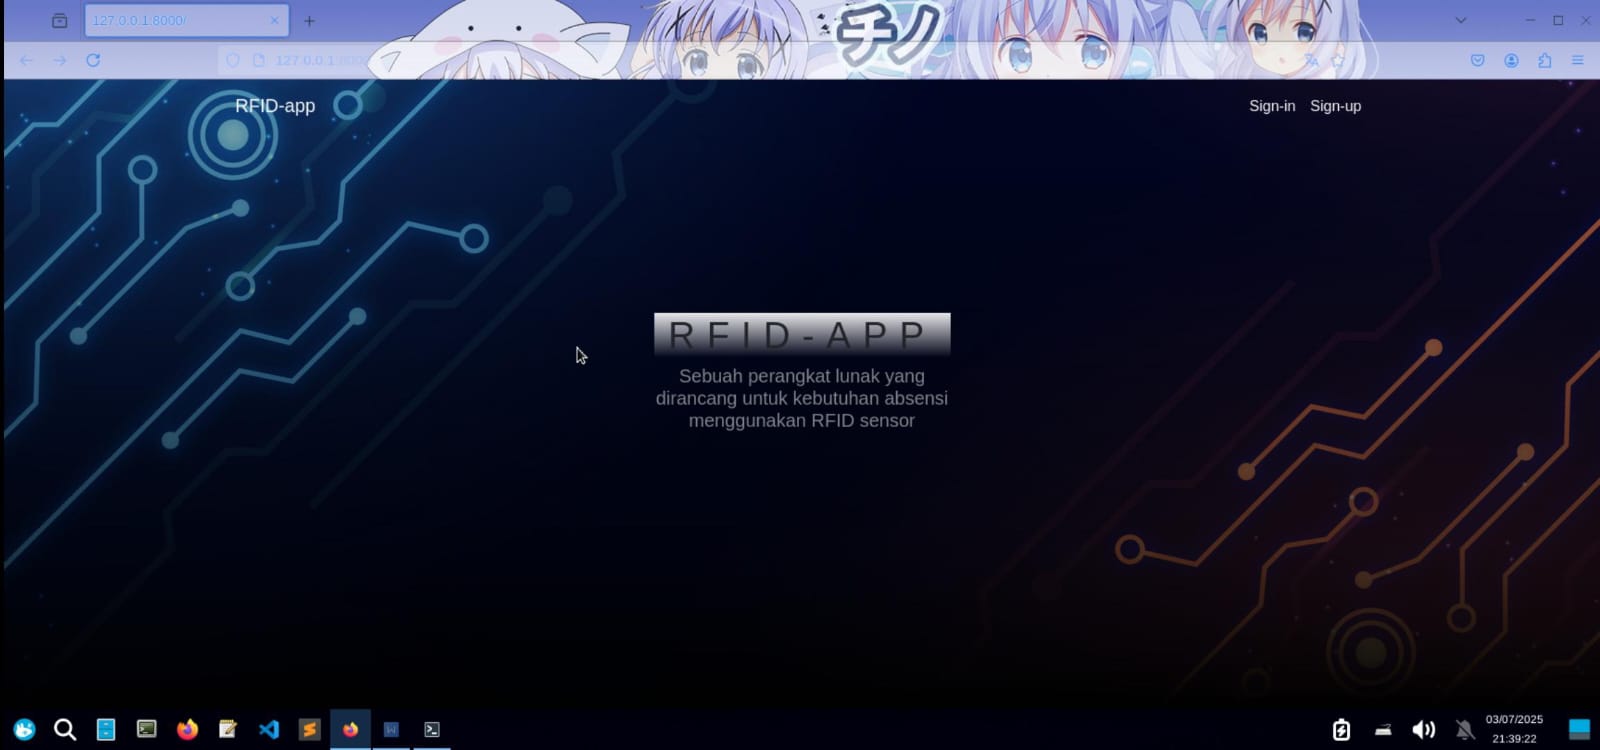 127.0.0.1:8000/
チノ
127.0.0.1:8000
RFID-app
Sign-in
Sign-up
RFID-APP
Sebuah perangkat lunak yang
dirancang untuk kebutuhan absensi
menggunakan RFID sensor
03/07/2025
21:39:22